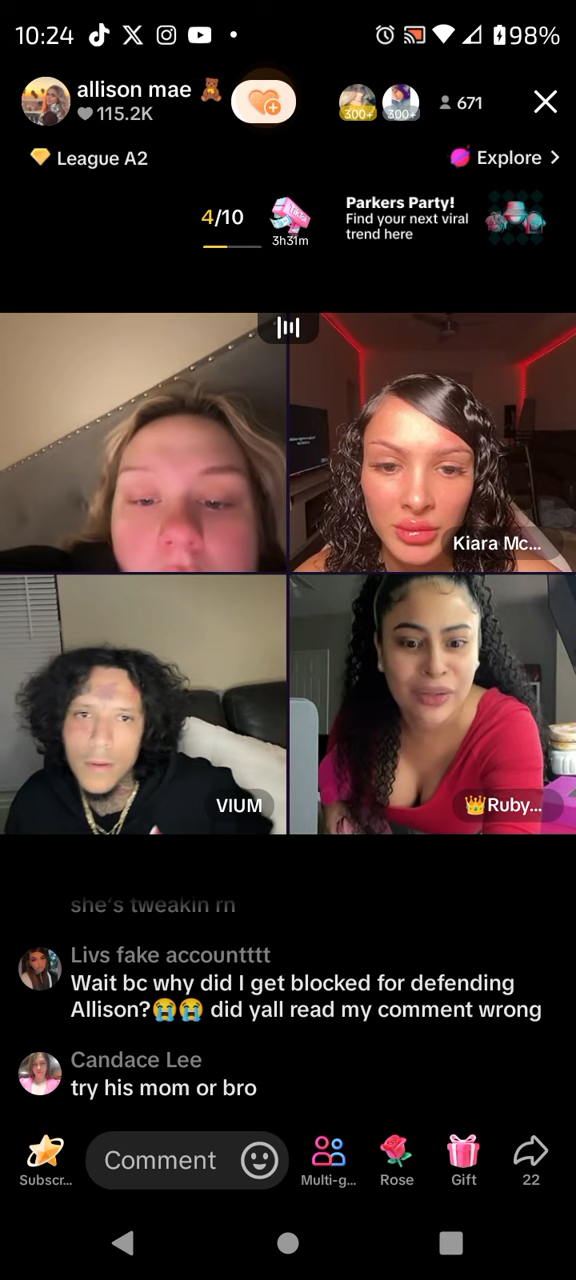 10:24
98%
allison mae 🧸
115.2K
300+
300+
671
League A2
Explore
4/10
3h31m
Parkers Party!
Find your next viral
trend here
Kiara Mc...
VIUM
👑Ruby...
she's tweakin rn
Livs fake accountttt
Wait bc why did I get blocked for defending
Allison?😭😭 did yall read my comment wrong
Candace Lee
try his mom or bro
Comment
Subscr...
Multi-g...
Rose
Gift
22